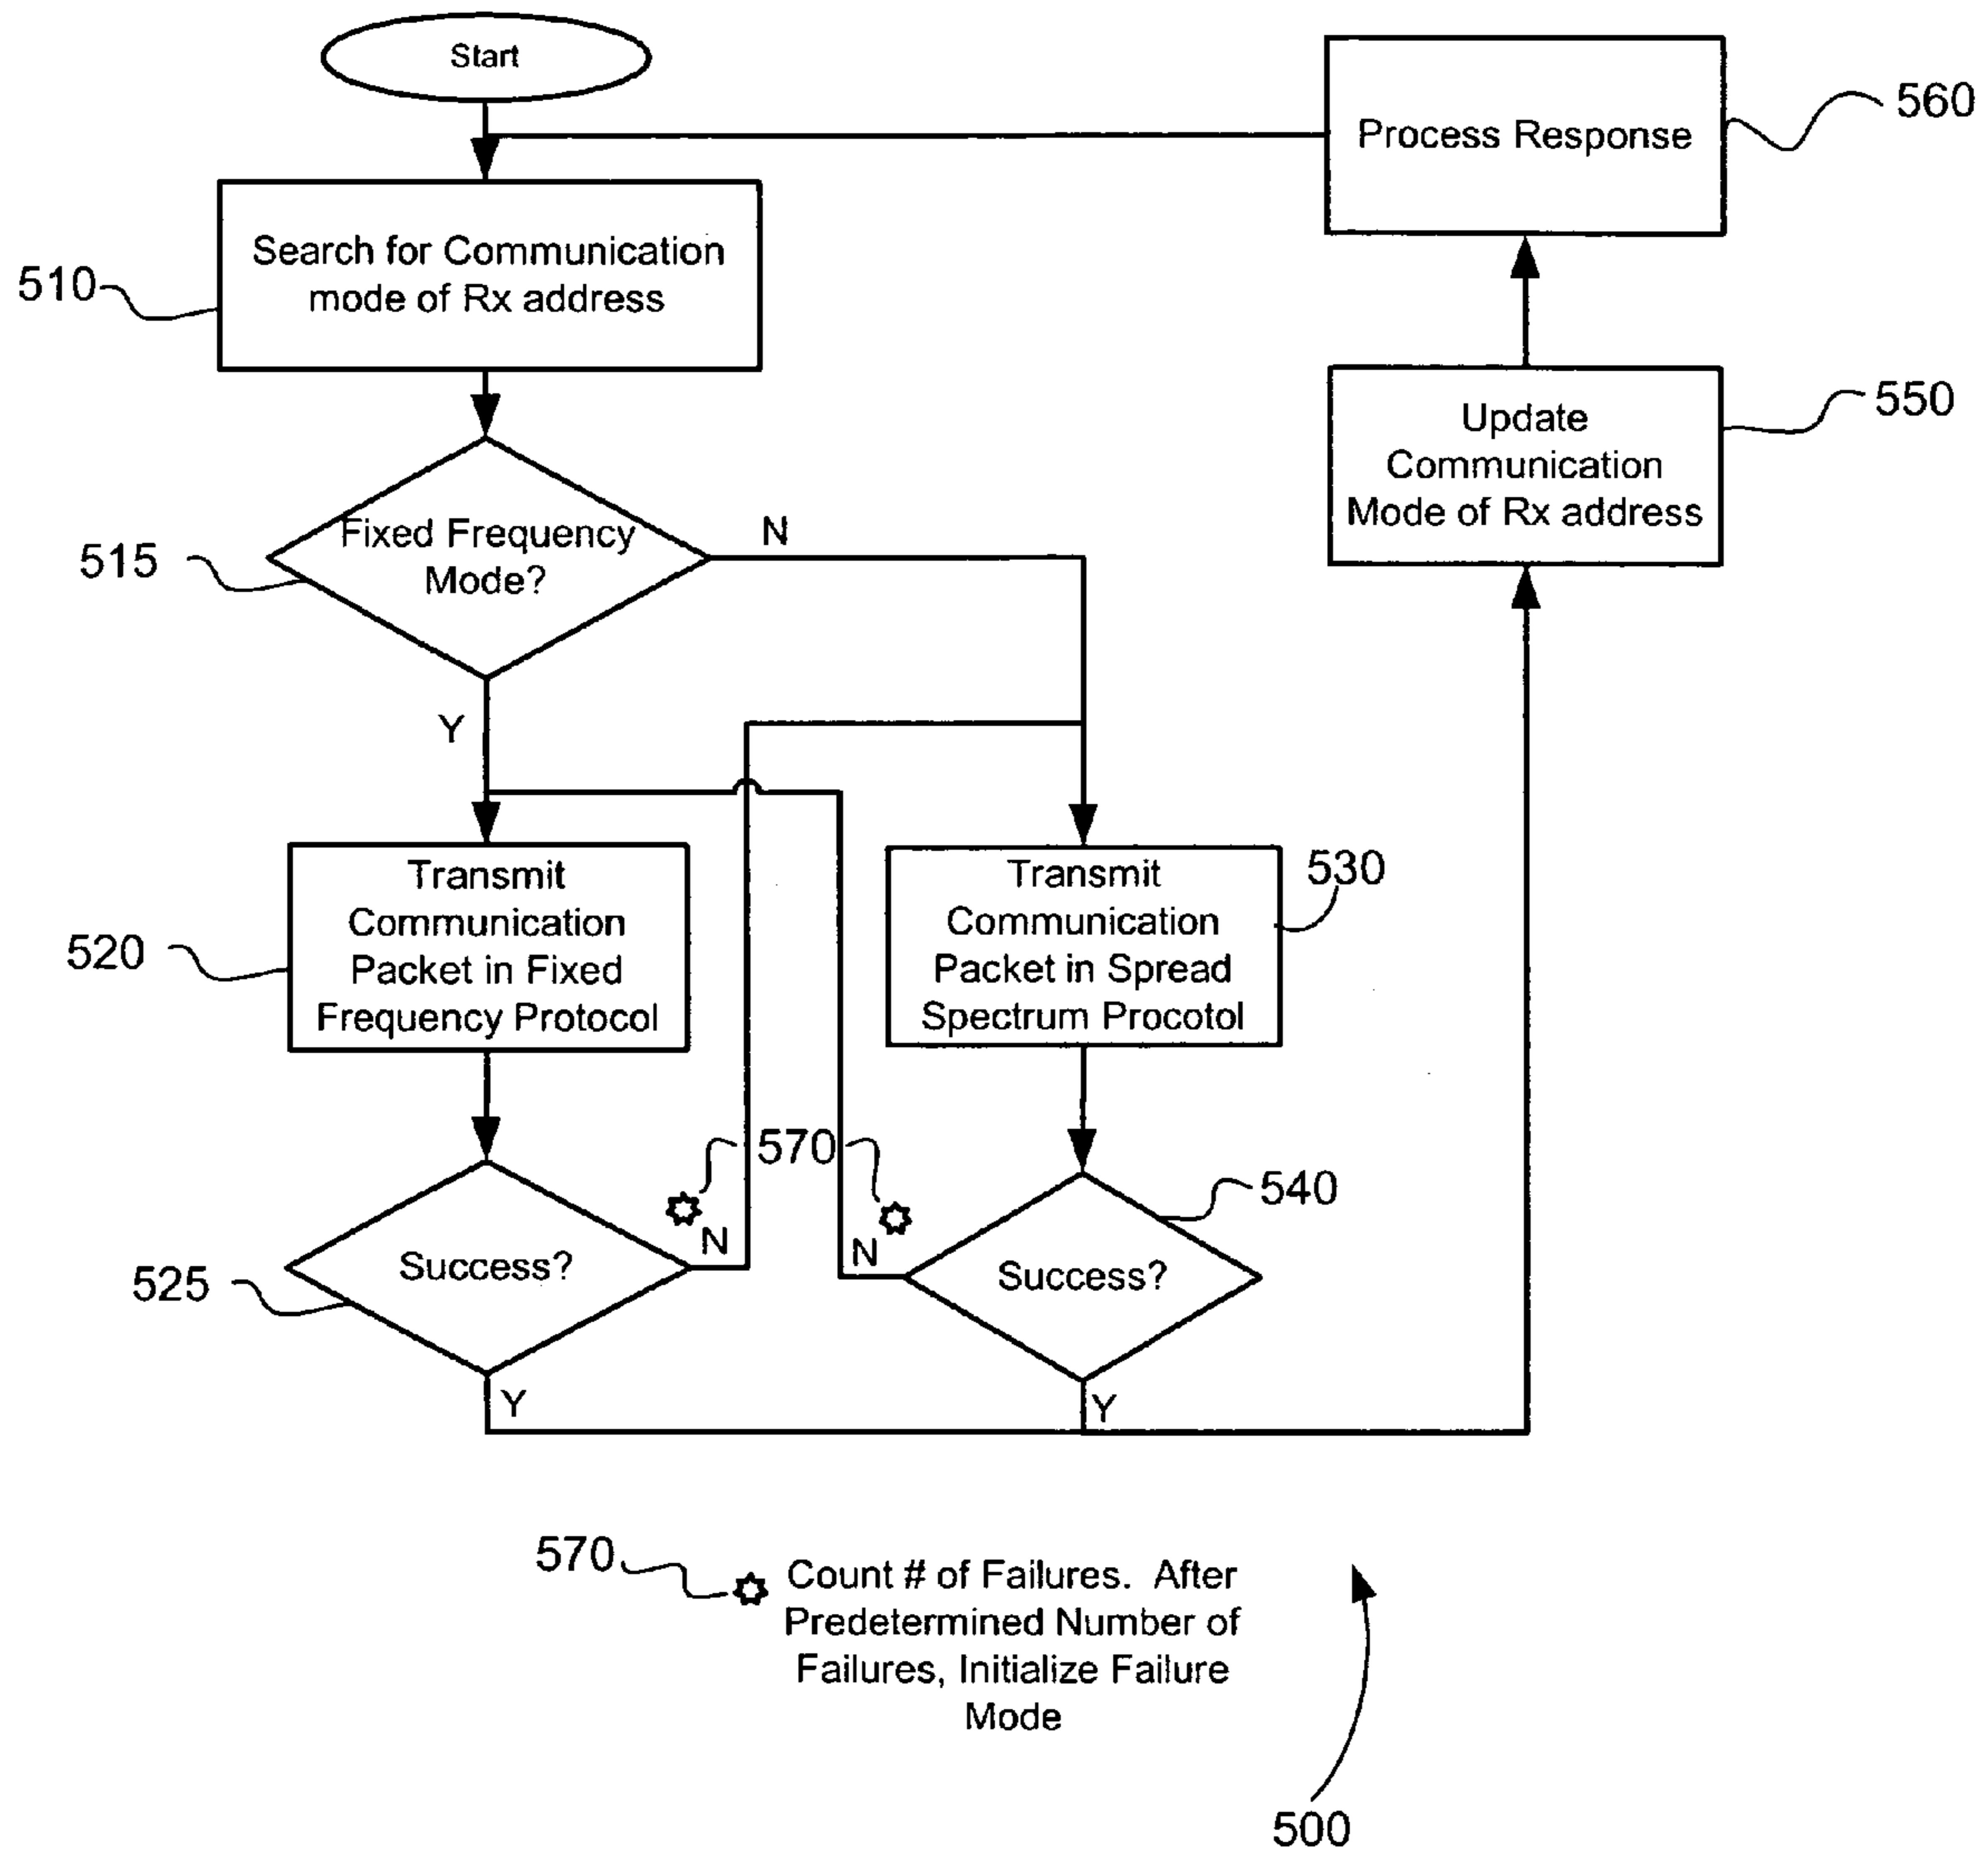 Start
Process Response
560
Search for Communication
mode of Rx address
510
Update
Communication
Mode of Rx address
550
Fixed Frequency
Mode?
515
N
Y
Transmit
Communication
Packet in Fixed
Frequency Protocol
520
Transmit
Communication
Packet in Spread
Spectrum Procotol
530
570
Success?
525
N
Y
N
Success?
540
Y
570
Count # of Failures. After
Predetermined Number of
Failures, Initialize Failure
Mode
500